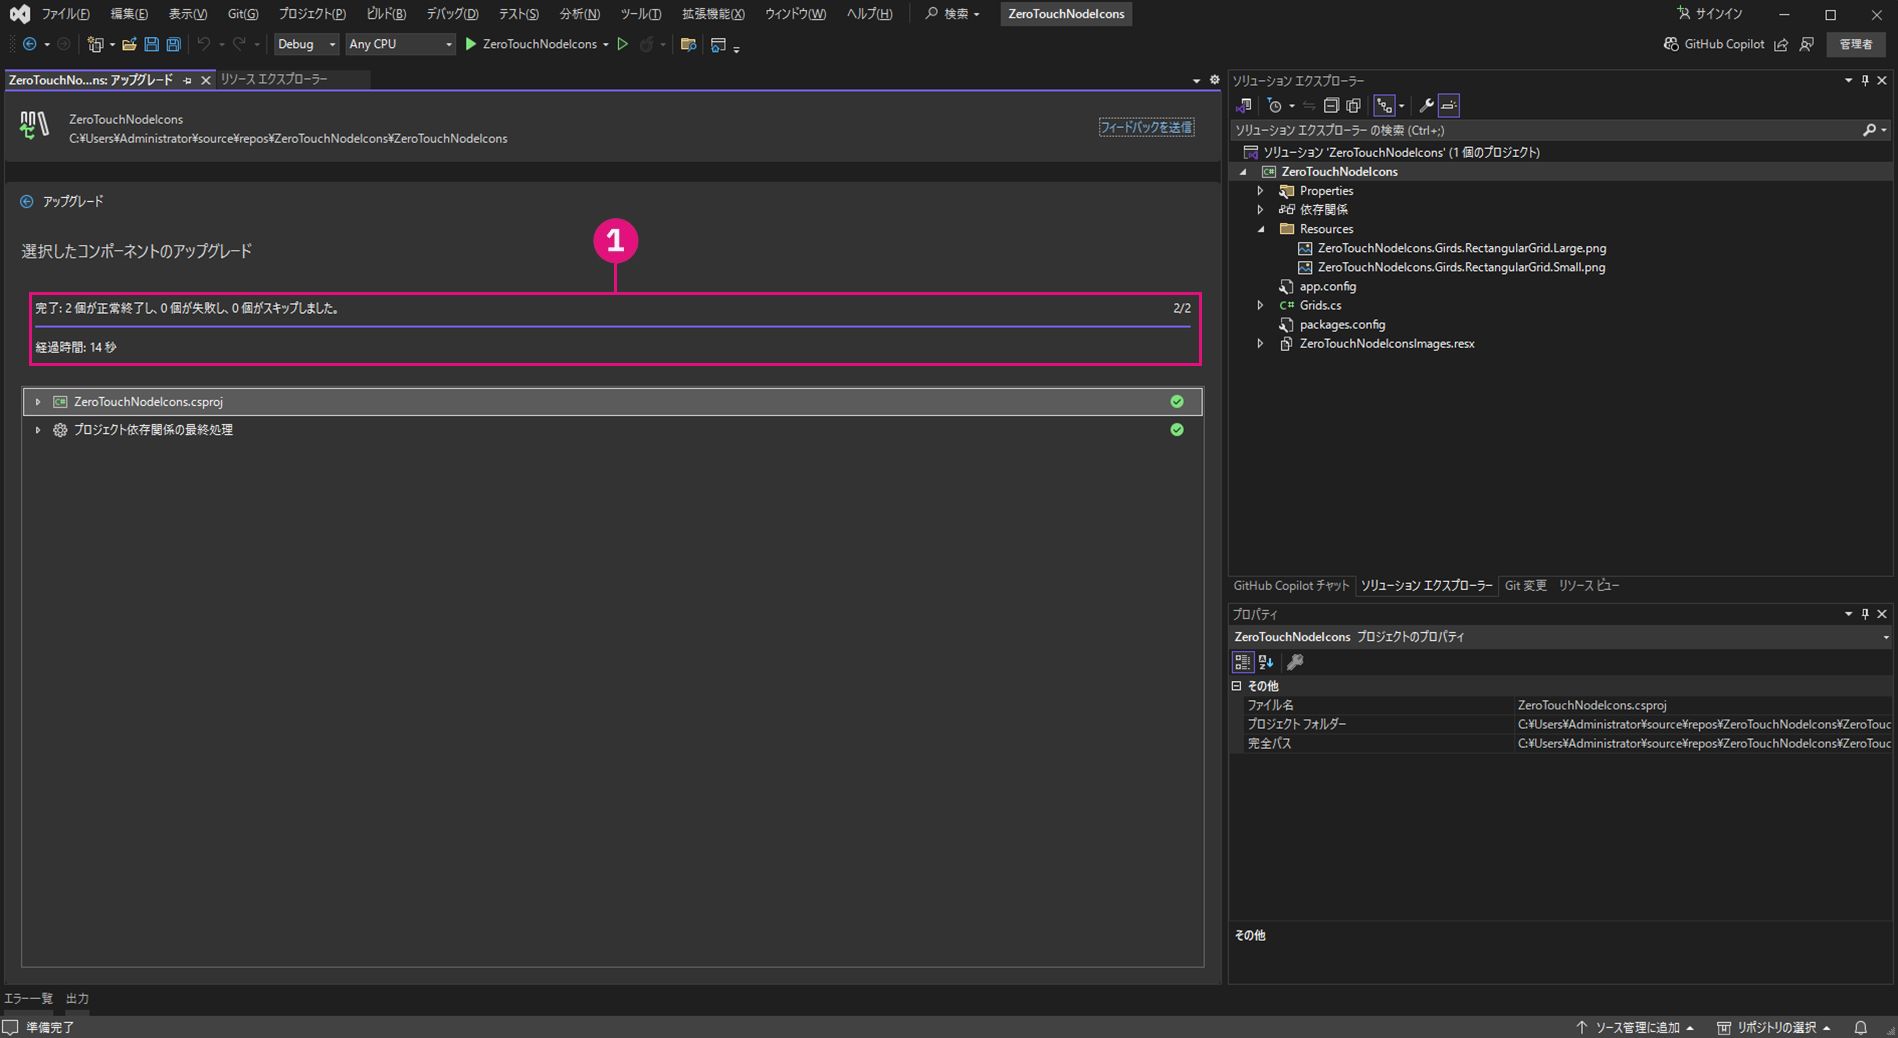 ファイル(F) 編集(E) 表示(V) Git(G) プロジェクト(P) ビルド(B) デバッグ(D) テスト(S) 分析(N) ツール(T) 拡張機能(X) ウィンドウ(W) ヘルプ(H) 検索 ZeroTouchNodeIcons サインイン
Debug Any CPU ZeroTouchNodeIcons GitHub Copilot 管理者
ZeroTouchNo...ns: アップグレード リソース エクスプローラー
ZeroTouchNodeIcons
C:¥Users¥Administrator¥source¥repos¥ZeroTouchNodeIcons¥ZeroTouchNodeIcons
フィードバックを送信
アップグレード
選択したコンポーネントのアップグレード
1
完了: 2 個が正常終了し、0 個が失敗し、0 個がスキップしました。 2/2
経過時間: 14 秒
ZeroTouchNodeIcons.csproj
プロジェクト依存関係の最終処理
ソリューション エクスプローラー
ソリューション エクスプローラー の検索 (Ctrl+;)
ソリューション 'ZeroTouchNodeIcons' (1 個のプロジェクト)
C# ZeroTouchNodeIcons
Properties
依存関係
Resources
ZeroTouchNodeIcons.Girds.RectangularGrid.Large.png
ZeroTouchNodeIcons.Girds.RectangularGrid.Small.png
app.config
C# Grids.cs
packages.config
ZeroTouchNodeIconsImages.resx
GitHub Copilot チャット ソリューション エクスプローラー Git 変更 リソース ビュー
プロパティ
ZeroTouchNodeIcons プロジェクトのプロパティ
その他
ファイル名 ZeroTouchNodeIcons.csproj
プロジェクト フォルダー C:¥Users¥Administrator¥source¥repos¥ZeroTouchNodeIcons¥ZeroTouc
完全パス C:¥Users¥Administrator¥source¥repos¥ZeroTouchNodeIcons¥ZeroTouc
その他
エラー一覧 出力
準備完了 ソース管理に追加 リポジトリの選択